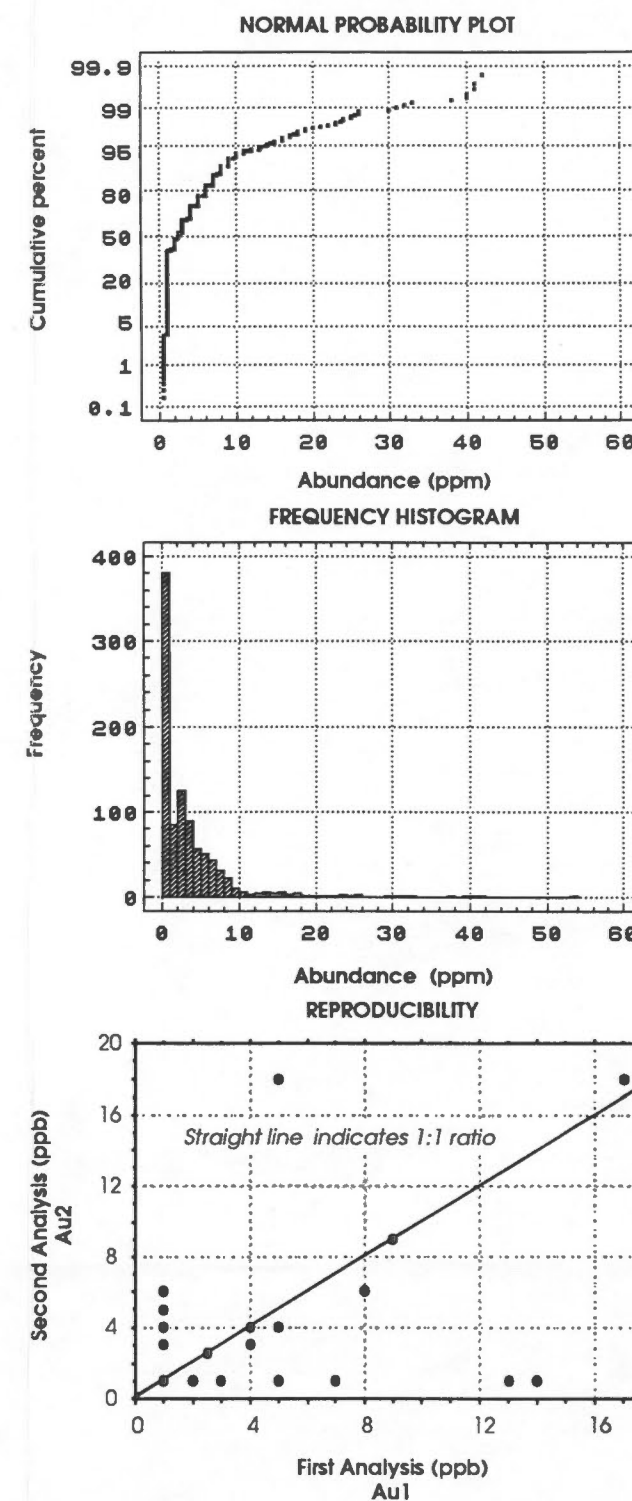 NORMAL PROBABILITY PLOT
99.9
99
95
80
50
20
5
1
0.1
Cumulative percent
0 10 20 30 40 50 60
Abundance (ppm)
FREQUENCY HISTOGRAM
400
300
200
100
0
Frequency
0 10 20 30 40 50 60
Abundance (ppm)
REPRODUCIBILITY
20
16
12
8
4
0
Second Analysis (ppb)
Au2
Straight line indicates 1:1 ratio
0 4 8 12 16
First Analysis (ppb)
Au1